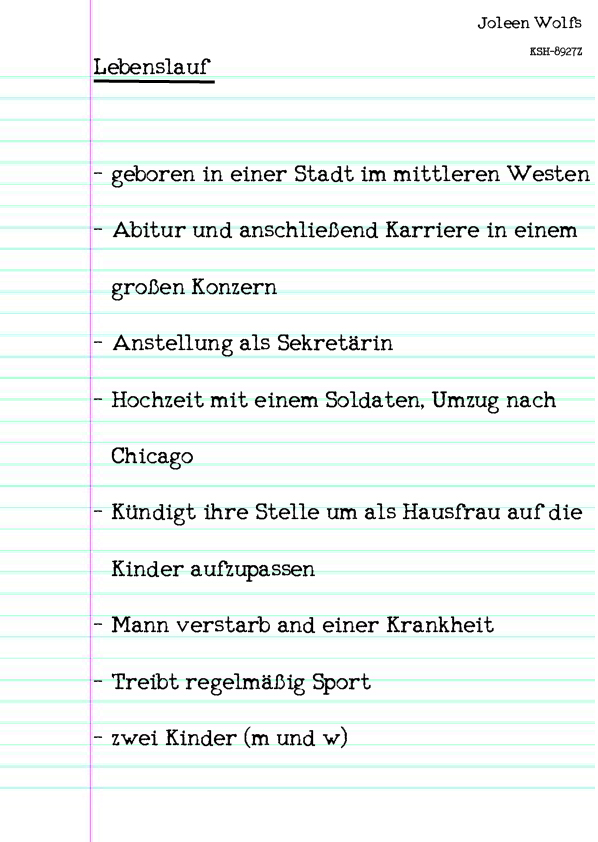 Joleen Wolfs
KSH-8927Z
Lebenslauf
- geboren in einer Stadt im mittleren Westen
- Abitur und anschließend Karriere in einem
großen Konzern
- Anstellung als Sekretärin
- Hochzeit mit einem Soldaten, Umzug nach
Chicago
- Kündigt ihre Stelle um als Hausfrau auf die
Kinder aufzupassen
- Mann verstarb and einer Krankheit
- Treibt regelmäßig Sport
- zwei Kinder (m und w)